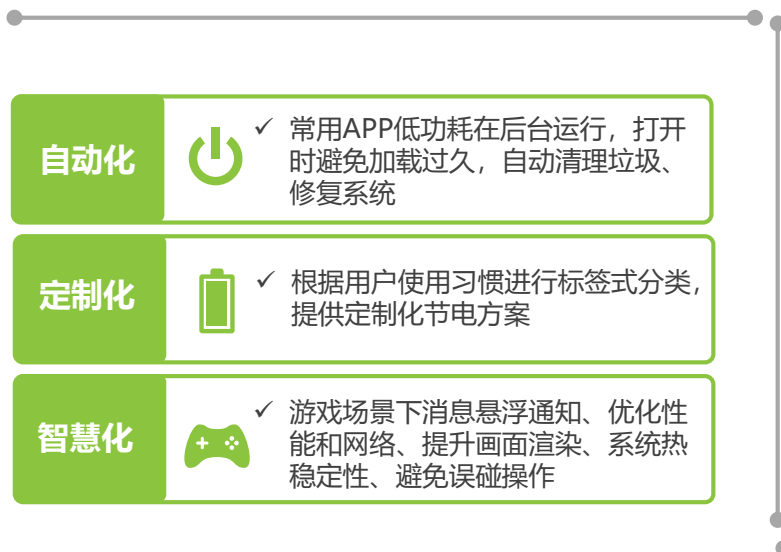 自动化
✓ 常用APP低功耗在后台运行，打开
时避免加载过久，自动清理垃圾、
修复系统
定制化
✓ 根据用户使用习惯进行标签式分类，
提供定制化节电方案
智慧化
✓ 游戏场景下消息悬浮通知、优化性
能和网络、提升画面渲染、系统热
稳定性、避免误碰操作